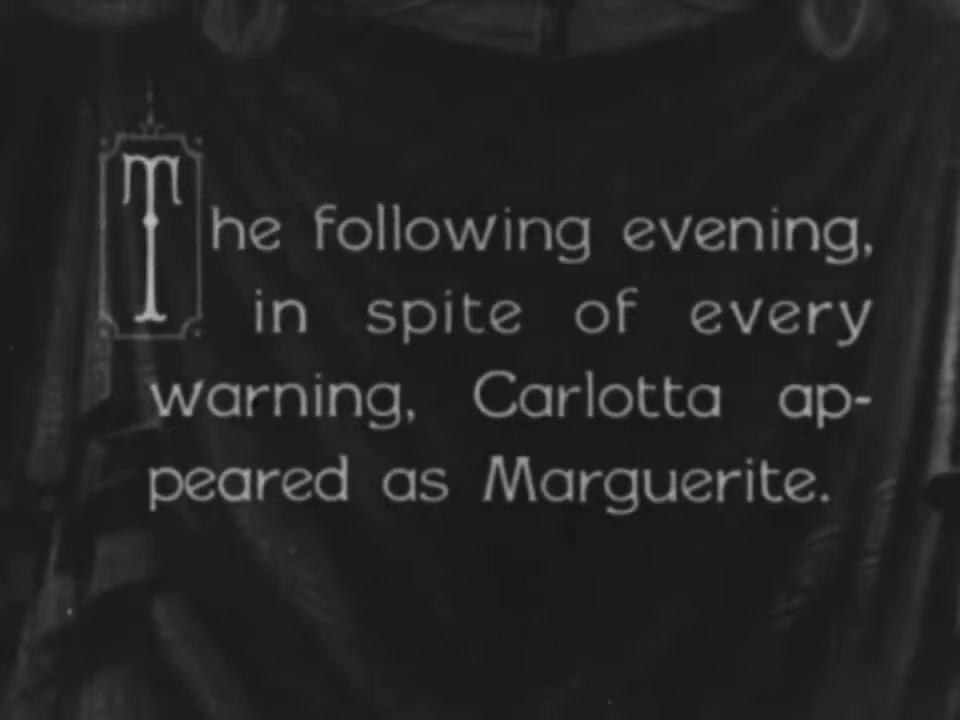 The following evening,
in spite of every
warning, Carlotta ap-
peared as Marguerite.